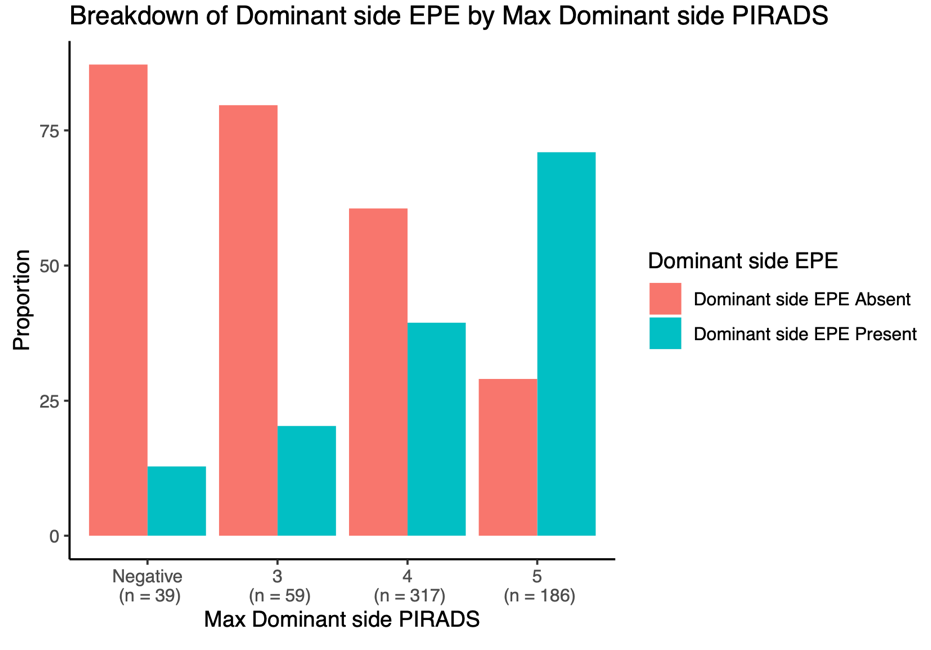 Breakdown of Dominant side EPE by Max Dominant side PIRADS
Proportion
75
50
25
0
Negative
(n = 39)
3
(n = 59)
4
(n = 317)
5
(n = 186)
Max Dominant side PIRADS
Dominant side EPE
Dominant side EPE Absent
Dominant side EPE Present